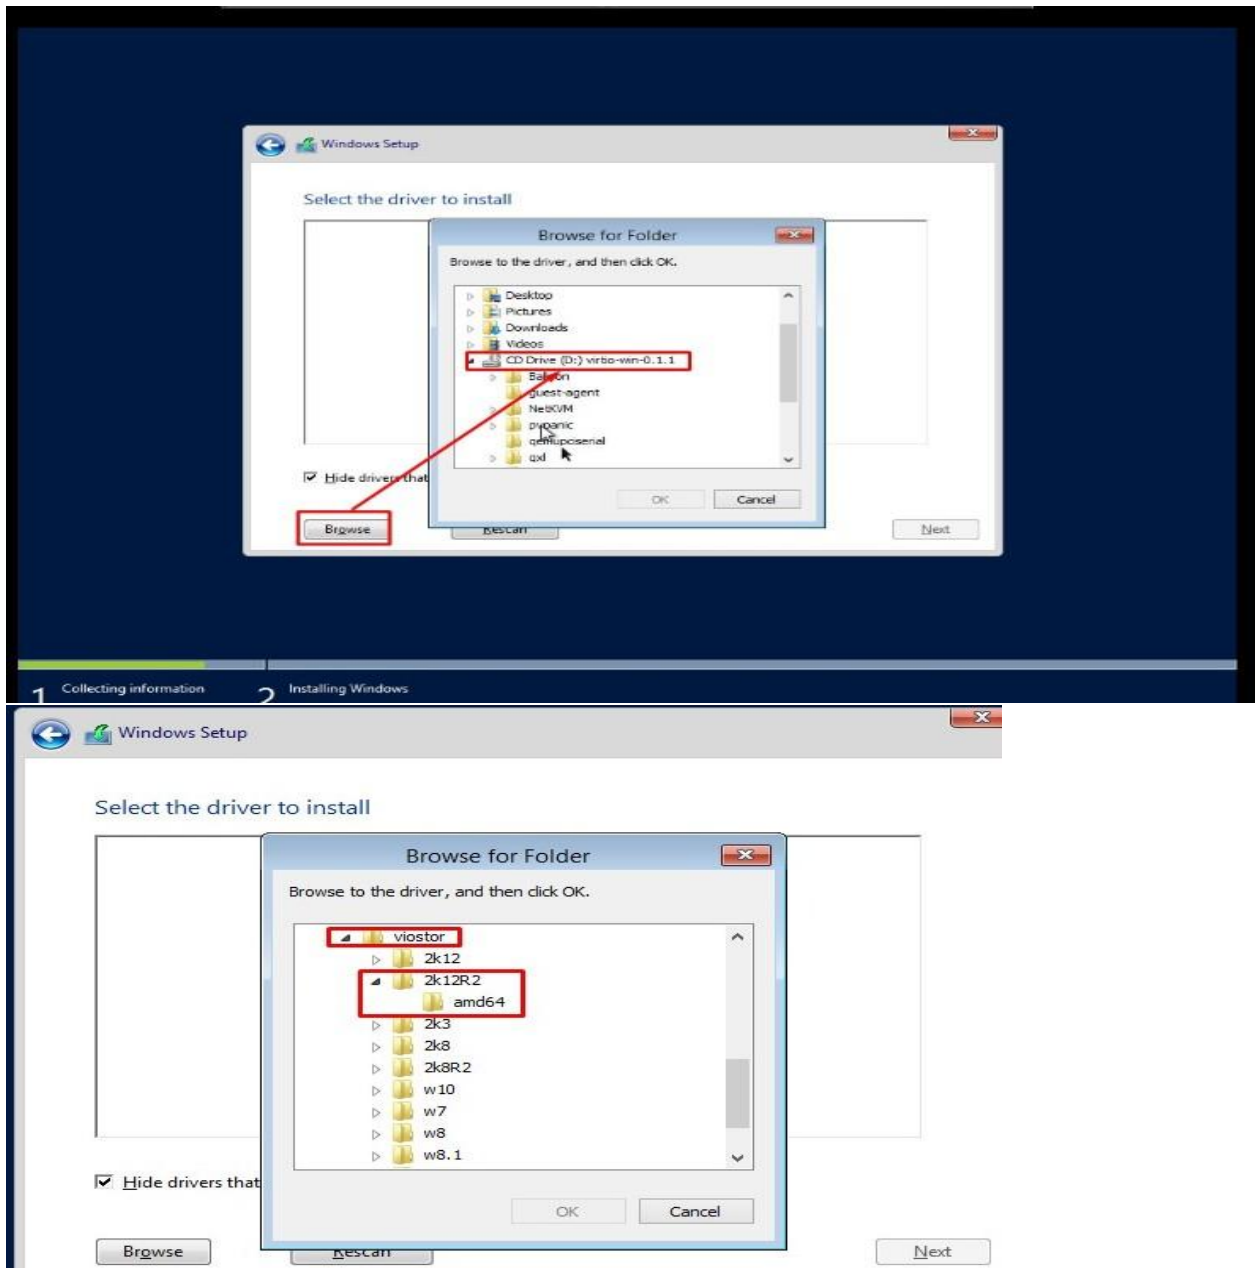 Windows Setup
Select the driver to install
Browse for Folder
Browse to the driver, and then click OK.
Desktop
Pictures
Downloads
Videos
CD Drive (D:) virtio-win-0.1.1
Balloon
guest-agent
NetKVM
pvpanic
qemupciserial
qxl
Hide drivers that
OK
Cancel
Browse
Rescan
Next
1 Collecting information
2 Installing Windows
Windows Setup
Select the driver to install
Browse for Folder
Browse to the driver, and then click OK.
viostor
2k12
2k12R2
amd64
2k3
2k8
2k8R2
w10
w7
w8
w8.1
Hide drivers that
OK
Cancel
Browse
Rescan
Next